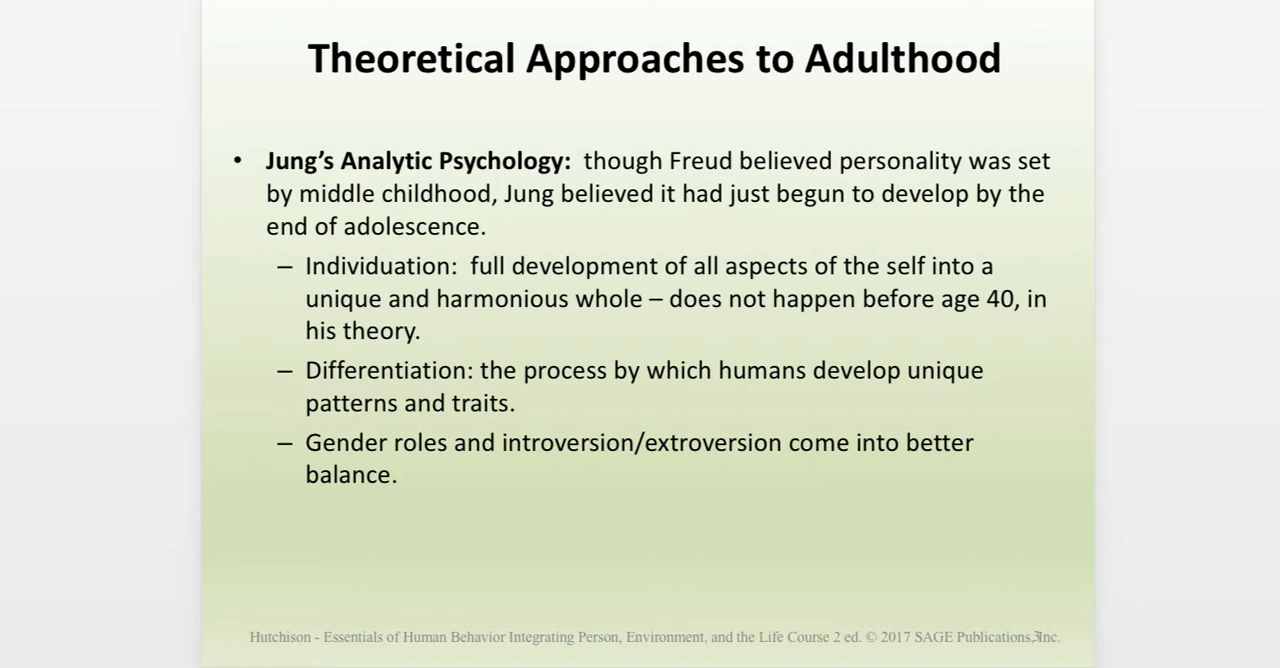 Theoretical Approaches to Adulthood
• Jung’s Analytic Psychology:  though Freud believed personality was set
by middle childhood, Jung believed it had just begun to develop by the
end of adolescence.
– Individuation:  full development of all aspects of the self into a
unique and harmonious whole – does not happen before age 40, in
his theory.
– Differentiation: the process by which humans develop unique
patterns and traits.
– Gender roles and introversion/extroversion come into better
balance.
Hutchison - Essentials of Human Behavior Integrating Person, Environment, and the Life Course 2 ed. © 2017 SAGE Publications, Inc.
3